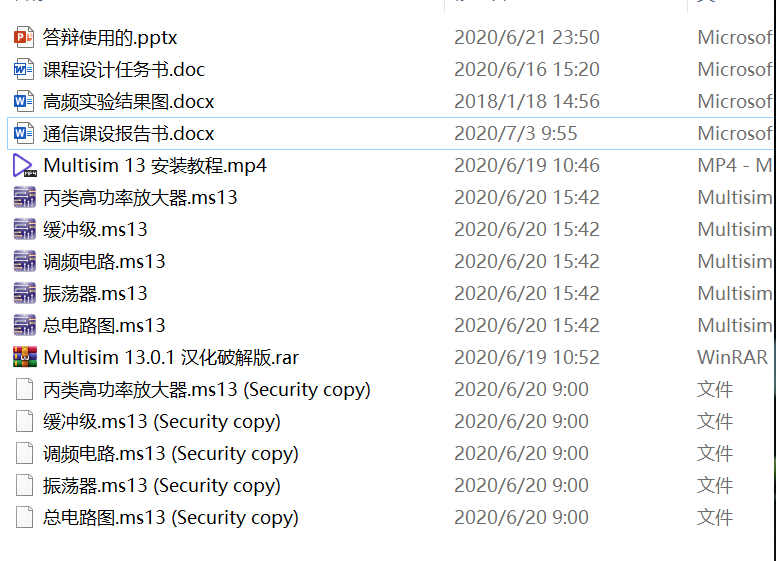 答辩使用的.pptx 2020/6/21 23:50 Microsof
课程设计任务书.doc 2020/6/16 15:20 Microsof
高频实验结果图.docx 2018/1/18 14:56 Microsof
通信课设报告书.docx 2020/7/3 9:55 Microsof
Multisim 13 安装教程.mp4 2020/6/19 10:46 MP4 - M
丙类高功率放大器.ms13 2020/6/20 15:42 Multisim
缓冲级.ms13 2020/6/20 15:42 Multisim
调频电路.ms13 2020/6/20 15:42 Multisim
振荡器.ms13 2020/6/20 15:42 Multisim
总电路图.ms13 2020/6/20 15:42 Multisim
Multisim 13.0.1 汉化破解版.rar 2020/6/19 10:52 WinRAR
丙类高功率放大器.ms13 (Security copy) 2020/6/20 9:00 文件
缓冲级.ms13 (Security copy) 2020/6/20 9:00 文件
调频电路.ms13 (Security copy) 2020/6/20 9:00 文件
振荡器.ms13 (Security copy) 2020/6/20 9:00 文件
总电路图.ms13 (Security copy) 2020/6/20 9:00 文件